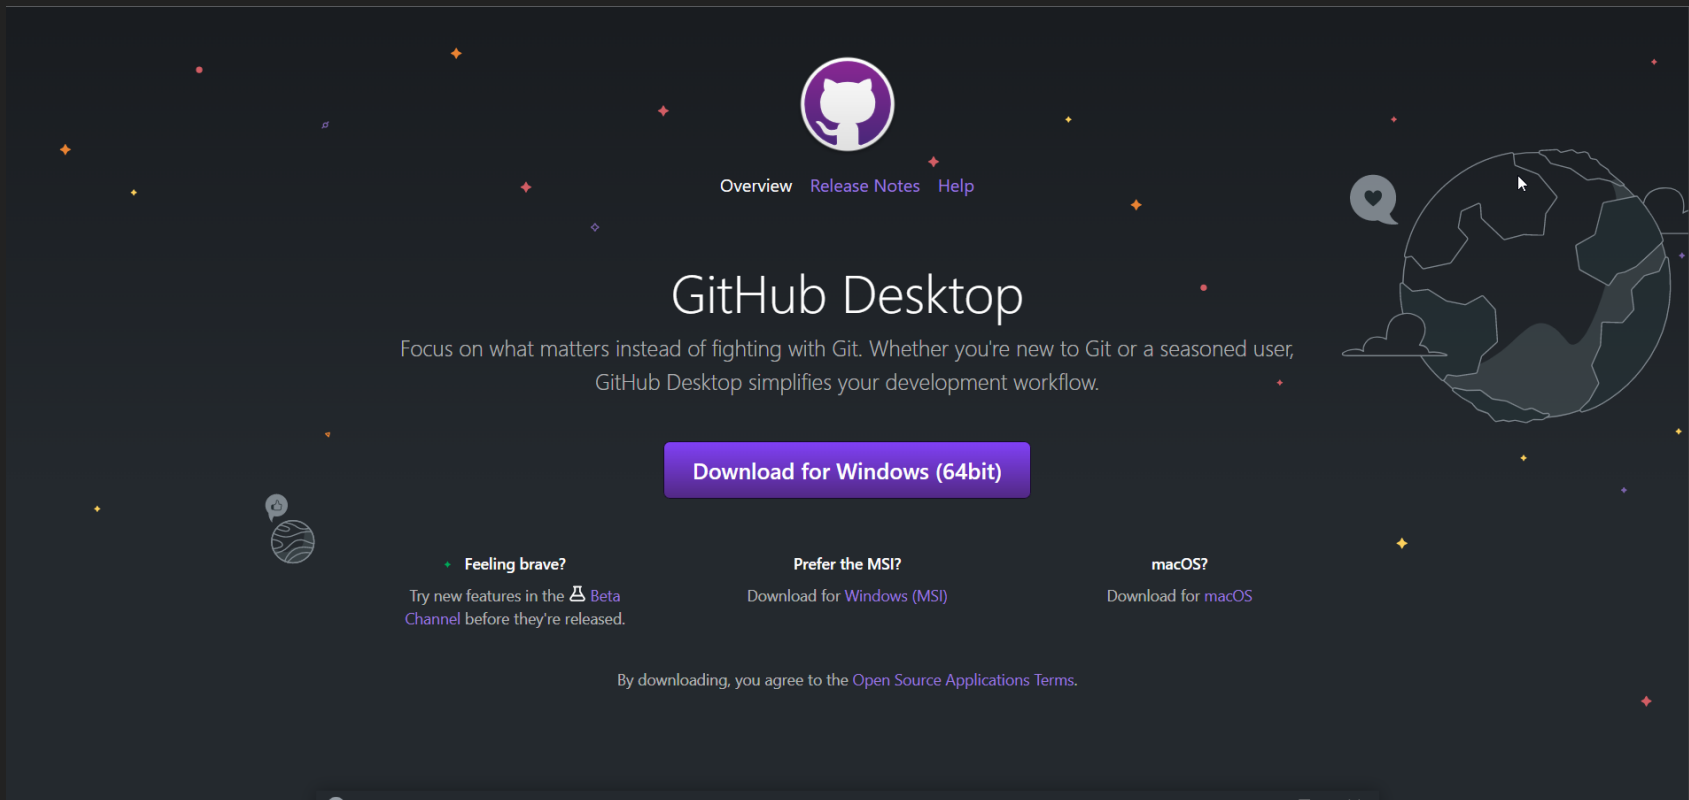 Overview Release Notes Help
GitHub Desktop
Focus on what matters instead of fighting with Git. Whether you're new to Git or a seasoned user,
GitHub Desktop simplifies your development workflow.
Download for Windows (64bit)
Feeling brave?
Try new features in the Beta
Channel before they're released.
Prefer the MSI?
Download for Windows (MSI)
macOS?
Download for macOS
By downloading, you agree to the Open Source Applications Terms.